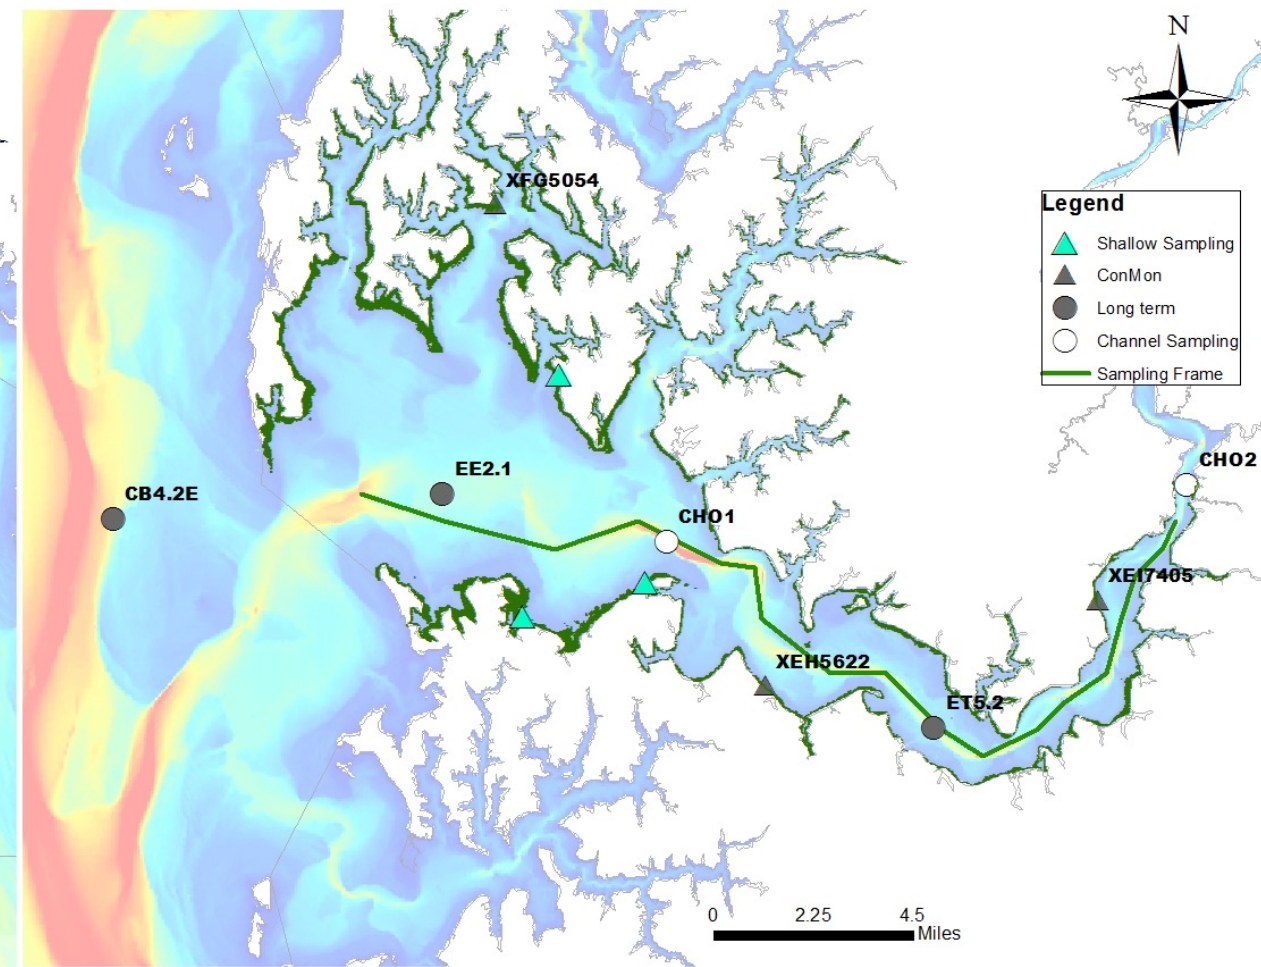 N
XFG5054
Legend
Shallow Sampling
ConMon
Long term
Channel Sampling
Sampling Frame
CHO2
EE2.1
CB4.2E
CHO1
XEI7405
XEH5622
ET5.2
0 2.25 4.5
Miles